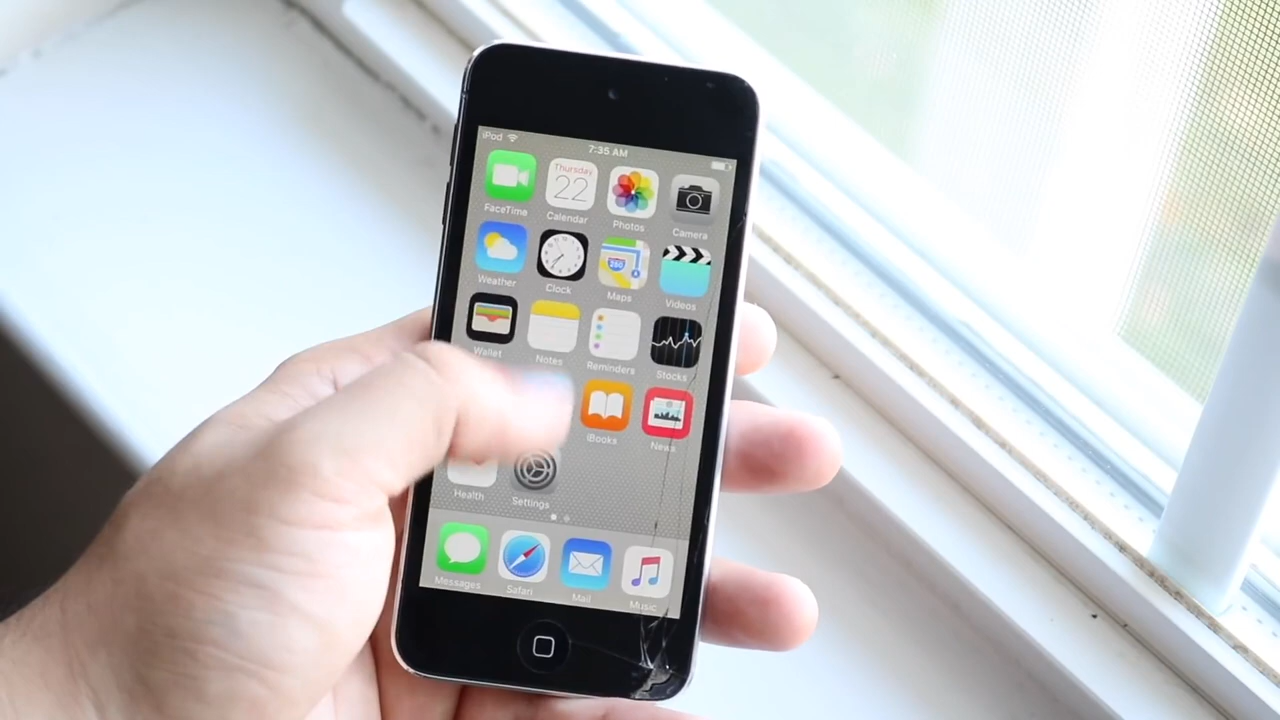 iPod
7:35 AM
Thursday
22
FaceTime
Calendar
Photos
Camera
Weather
Clock
Maps
Videos
280
Wallet
Notes
Reminders
Stocks
iBooks
News
Health
Settings
Messages
Safari
Mail
Music